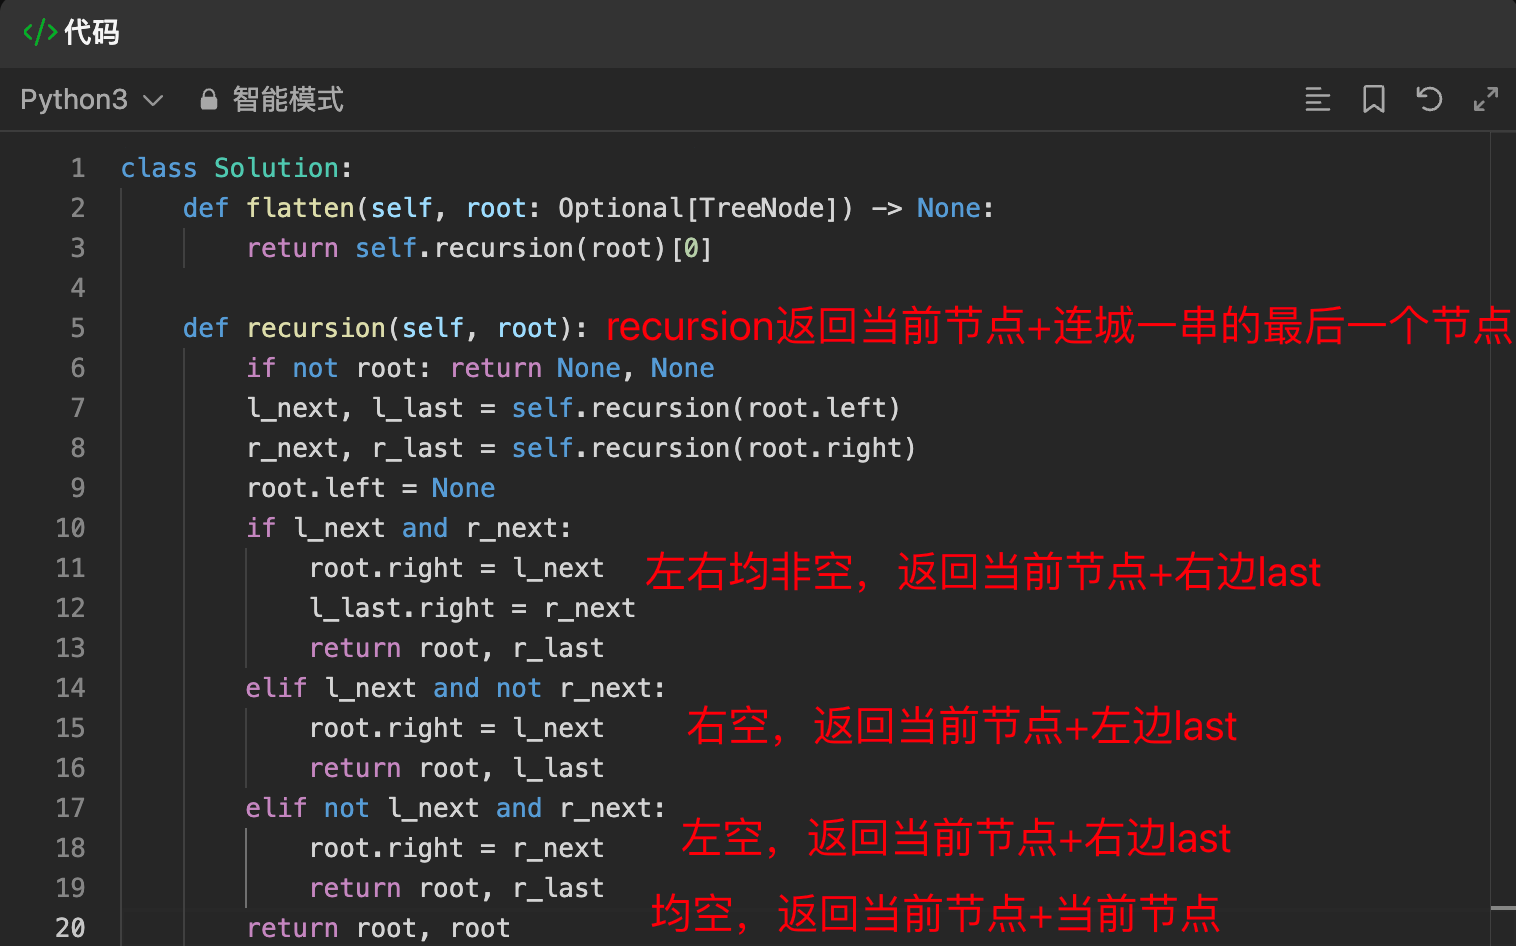 </> 代码
Python3 智能模式
1 class Solution:
2 def flatten(self, root: Optional[TreeNode]) -> None:
3 return self.recursion(root)[0]
4
5 def recursion(self, root): recursion返回当前节点+连城一串的最后一个节点
6 if not root: return None, None
7 l_next, l_last = self.recursion(root.left)
8 r_next, r_last = self.recursion(root.right)
9 root.left = None
10 if l_next and r_next:
11 root.right = l_next 左右均非空，返回当前节点+右边last
12 l_last.right = r_next
13 return root, r_last
14 elif l_next and not r_next:
15 root.right = l_next 右空，返回当前节点+左边last
16 return root, l_last
17 elif not l_next and r_next:
18 root.right = r_next 左空，返回当前节点+右边last
19 return root, r_last
20 return root, root 均空，返回当前节点+当前节点